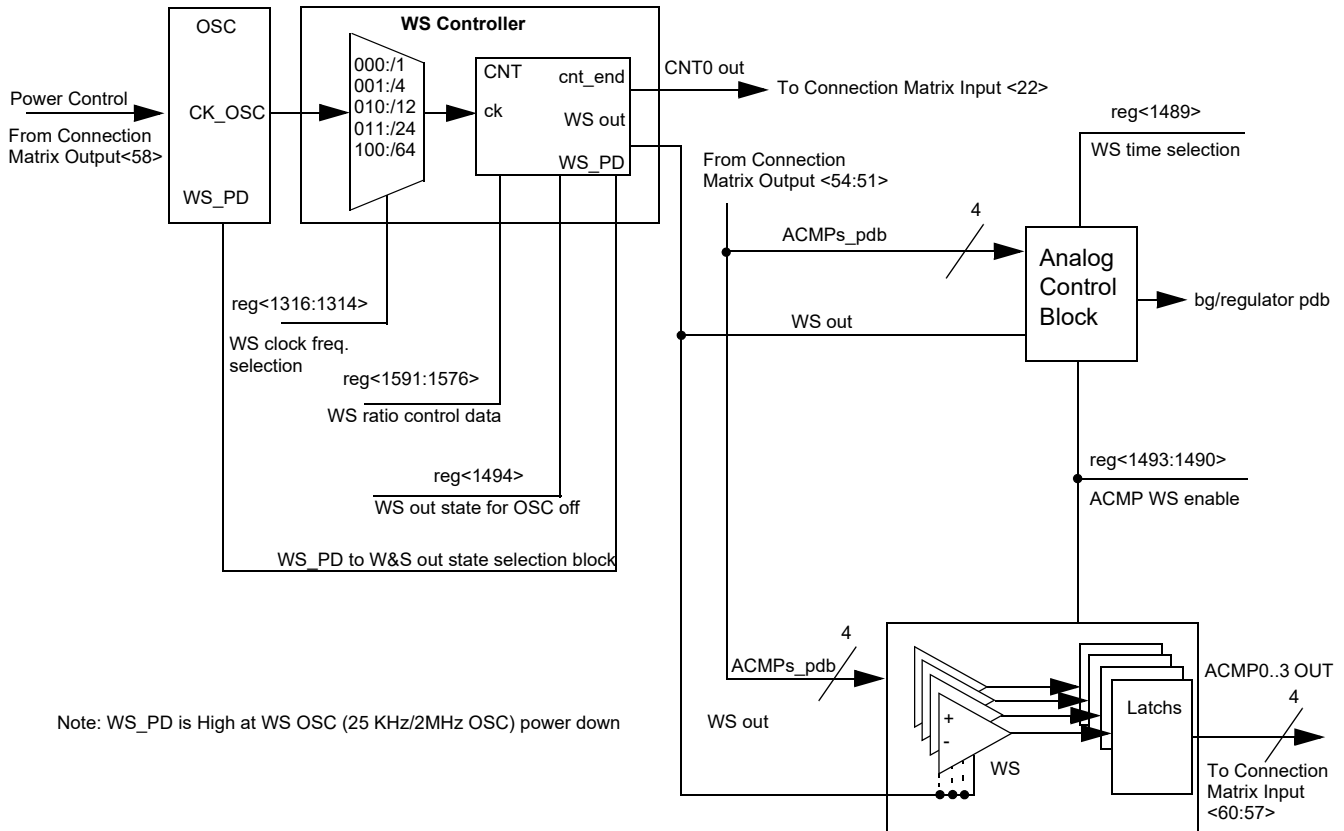 OSC
WS Controller
000:/1
001:/4
010:/12
011:/24
100:/64
CNT
cnt_end
ck
WS out
WS_PD
CNT0 out
To Connection Matrix Input <22>
Power Control
CK_OSC
From Connection
Matrix Output<58>
WS_PD
reg<1489>
WS time selection
From Connection
Matrix Output <54:51>
4
ACMPs_pdb
Analog
Control
Block
bg/regulator pdb
WS out
reg<1316:1314>
WS clock freq.
selection
reg<1591:1576>
WS ratio control data
reg<1494>
WS out state for OSC off
reg<1493:1490>
ACMP WS enable
WS_PD to W&S out state selection block
4
ACMPs_pdb
ACMP0..3 OUT
4
Latchs
+
-
WS out
WS
Note: WS_PD is High at WS OSC (25 KHz/2MHz OSC) power down
To Connection
Matrix Input
<60:57>